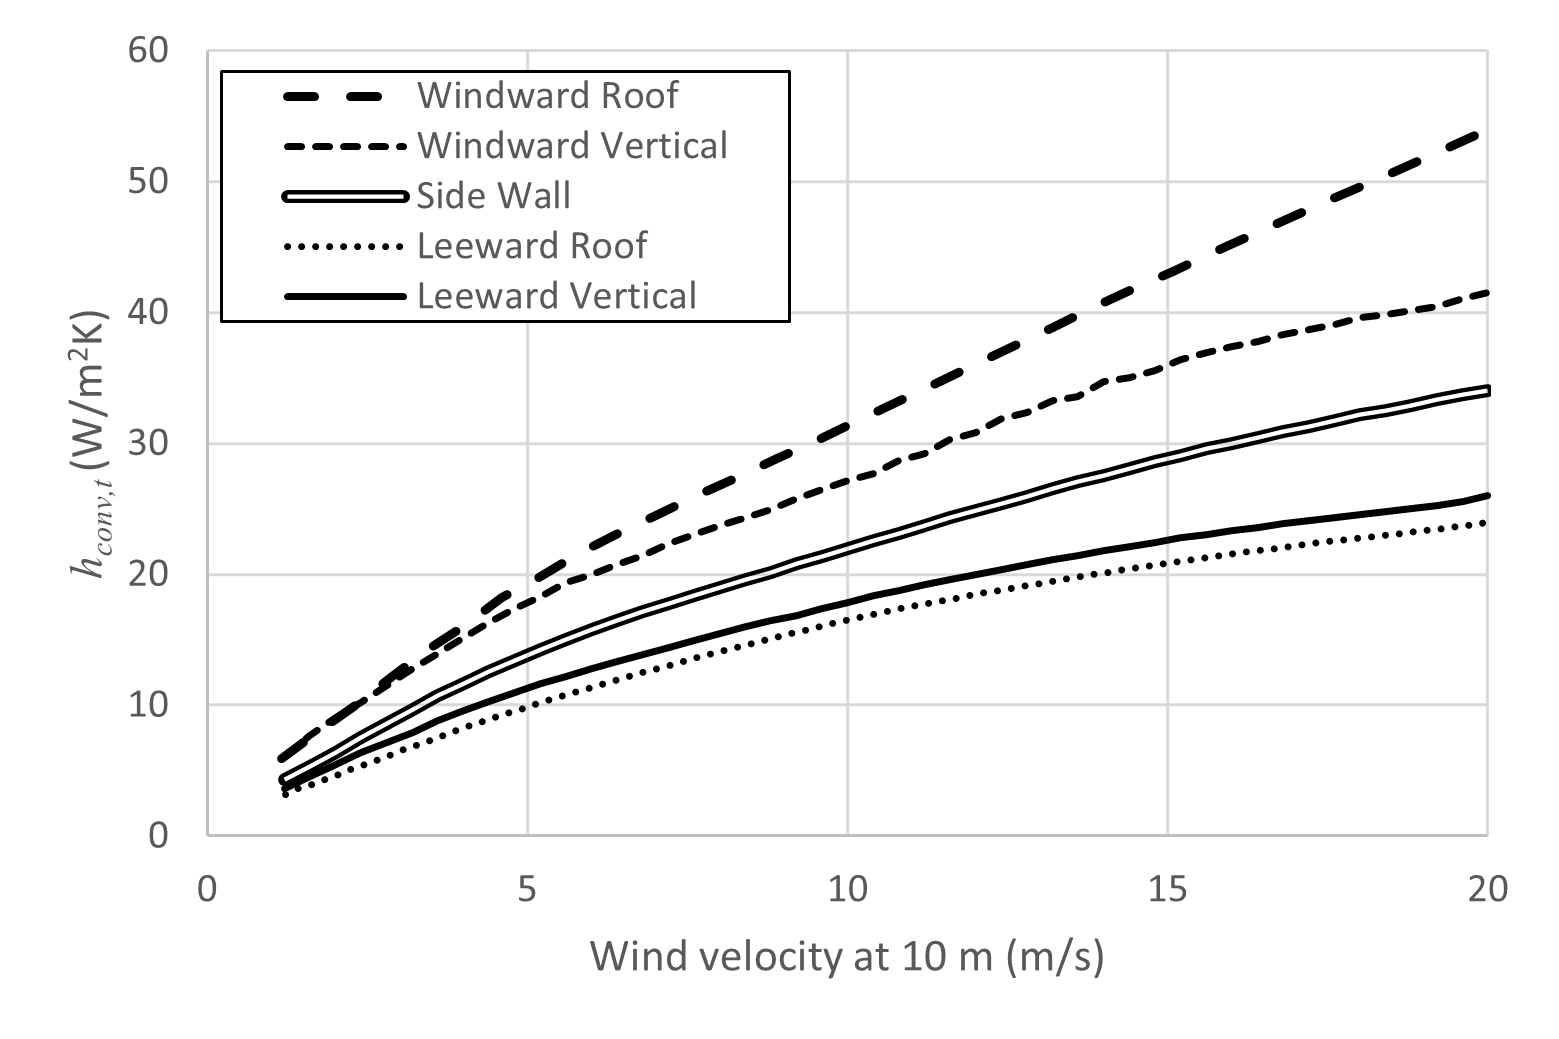 60
50
40
30
20
10
0
h_conv,t (W/m²K)
Windward Roof
Windward Vertical
Side Wall
Leeward Roof
Leeward Vertical
0 5 10 15 20
Wind velocity at 10 m (m/s)